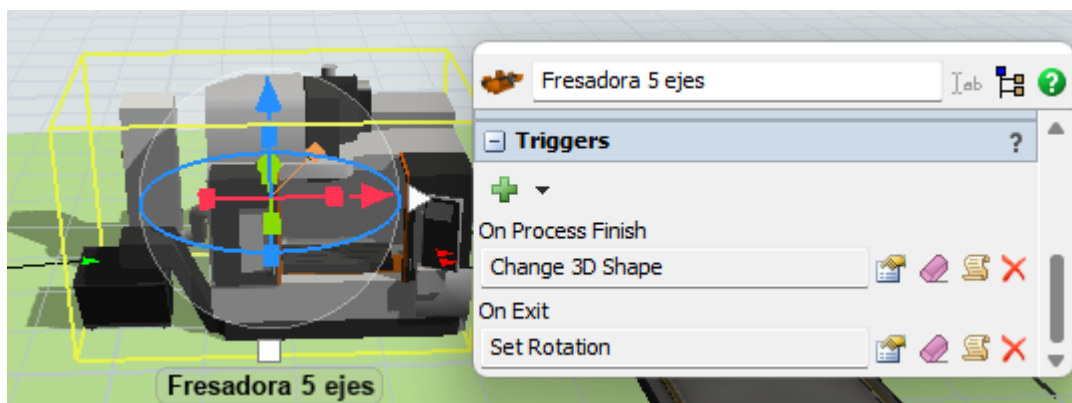 Fresadora 5 ejes
Triggers
?
On Process Finish
Change 3D Shape
On Exit
Set Rotation
Fresadora 5 ejes